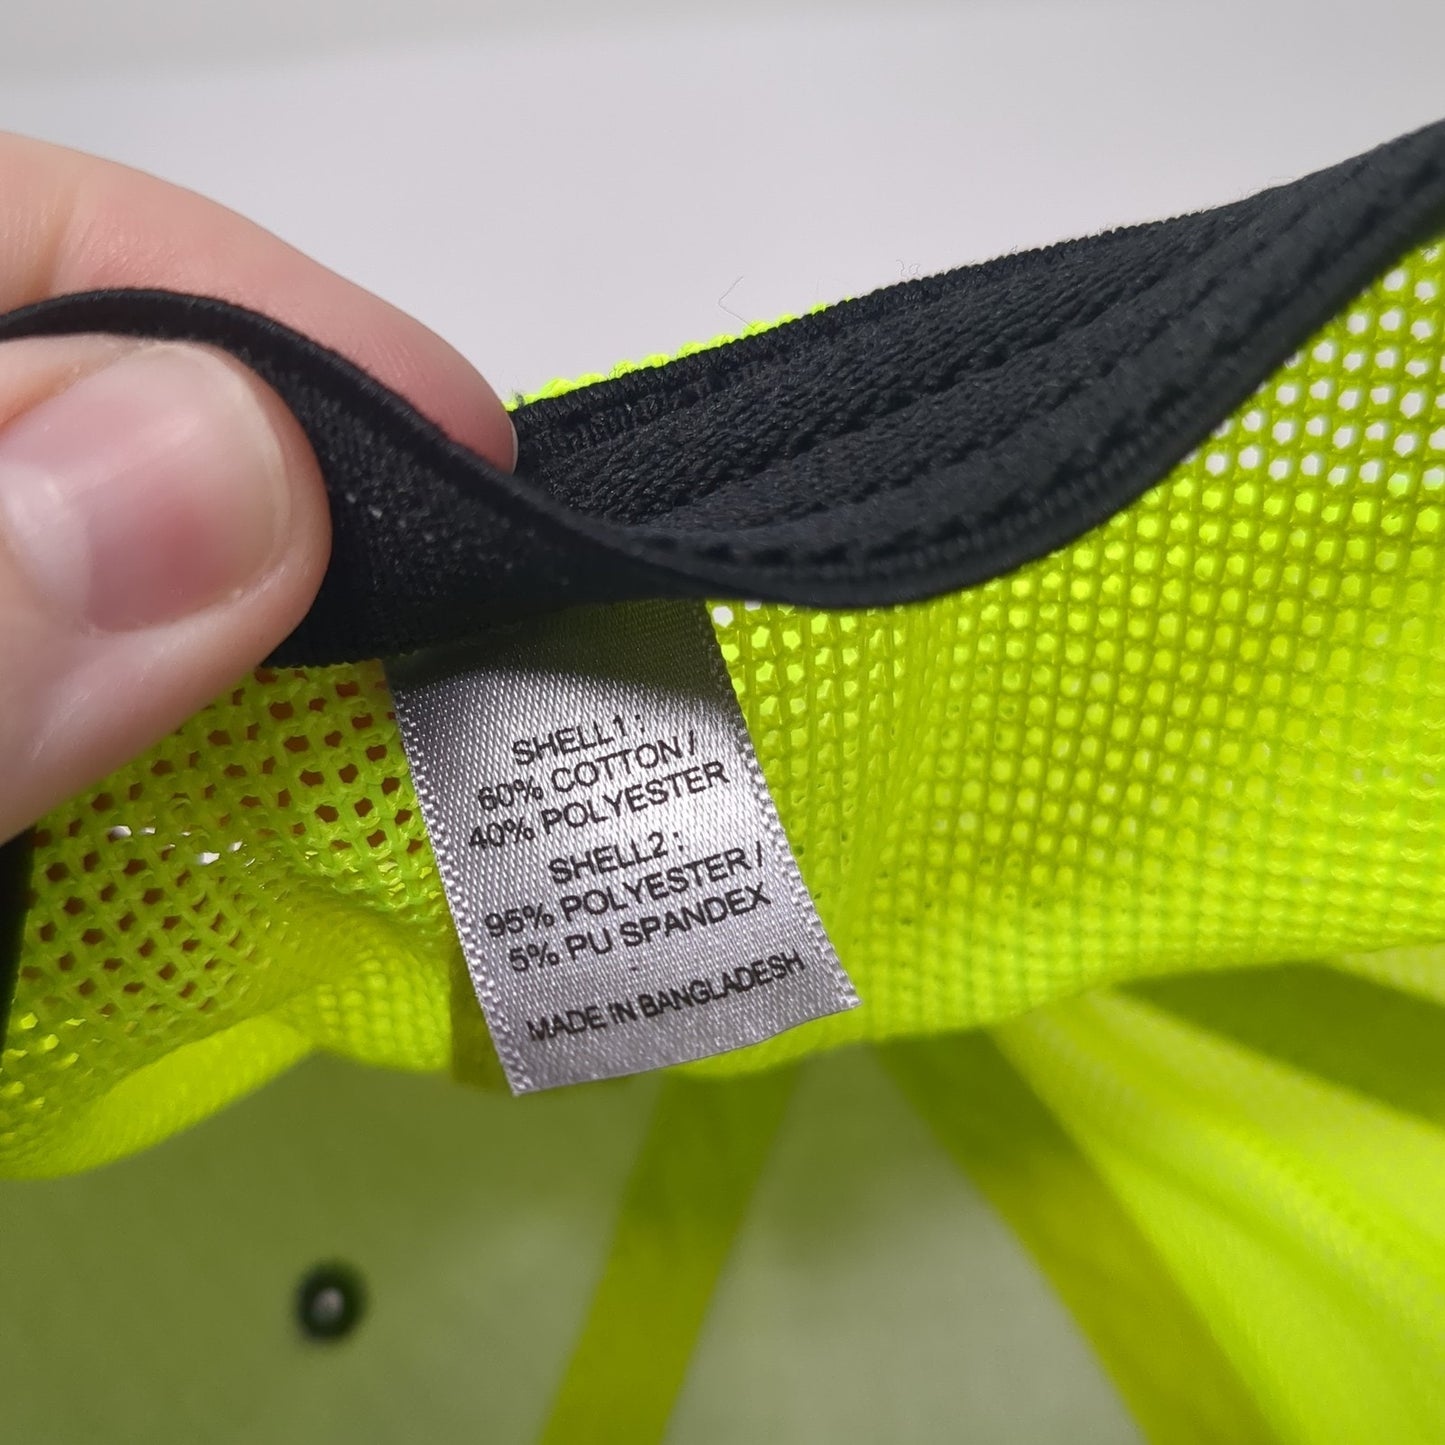 SHELL1 :
60% COTTON /
40% POLYESTER
SHELL2 :
95% POLYESTER /
5% PU SPANDEX
MADE IN BANGLADESH